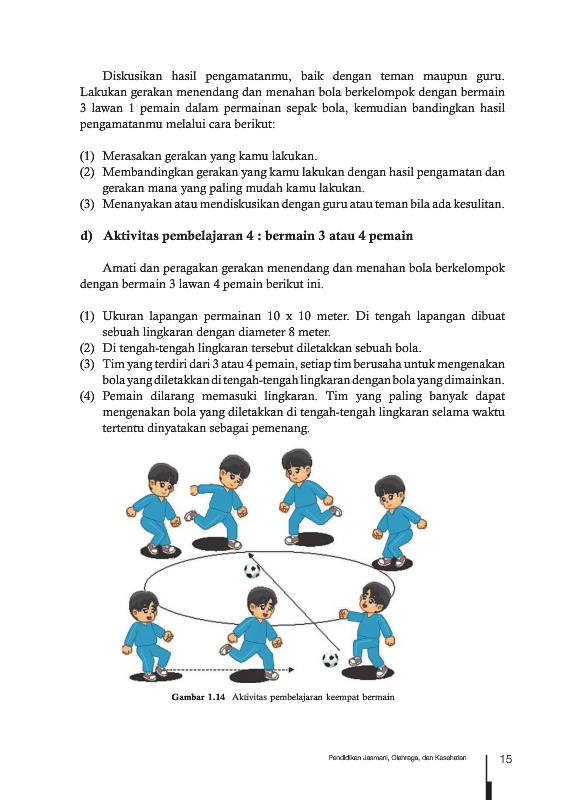 Diskusikan hasil pengamatanmu, baik dengan teman maupun guru.
Lakukan gerakan menendang dan menahan bola berkelompok dengan bermain
3 lawan 1 pemain dalam permainan sepak bola, kemudian bandingkan hasil
pengamatanmu melalui cara berikut:
(1) Merasakan gerakan yang kamu lakukan.
(2) Membandingkan gerakan yang kamu lakukan dengan hasil pengamatan dan
gerakan mana yang paling mudah kamu lakukan.
(3) Menanyakan atau mendiskusikan dengan guru atau teman bila ada kesulitan.
d) Aktivitas pembelajaran 4 : bermain 3 atau 4 pemain
Amati dan peragakan gerakan menendang dan menahan bola berkelompok
dengan bermain 3 lawan 4 pemain berikut ini.
(1) Ukuran lapangan permainan 10 x 10 meter. Di tengah lapangan dibuat
sebuah lingkaran dengan diameter 8 meter.
(2) Di tengah-tengah lingkaran tersebut diletakkan sebuah bola.
(3) Tim yang terdiri dari 3 atau 4 pemain, setiap tim berusaha untuk mengenakan
bola yang diletakkan di tengah-tengah lingkaran dengan bola yang dimainkan.
(4) Pemain dilarang memasuki lingkaran. Tim yang paling banyak dapat
mengenakan bola yang diletakkan di tengah-tengah lingkaran selama waktu
tertentu dinyatakan sebagai pemenang.
Gambar 1.14 Aktivitas pembelajaran keempat bermain
Pendidikan Jasmani, Olahraga, dan Kesehatan 15